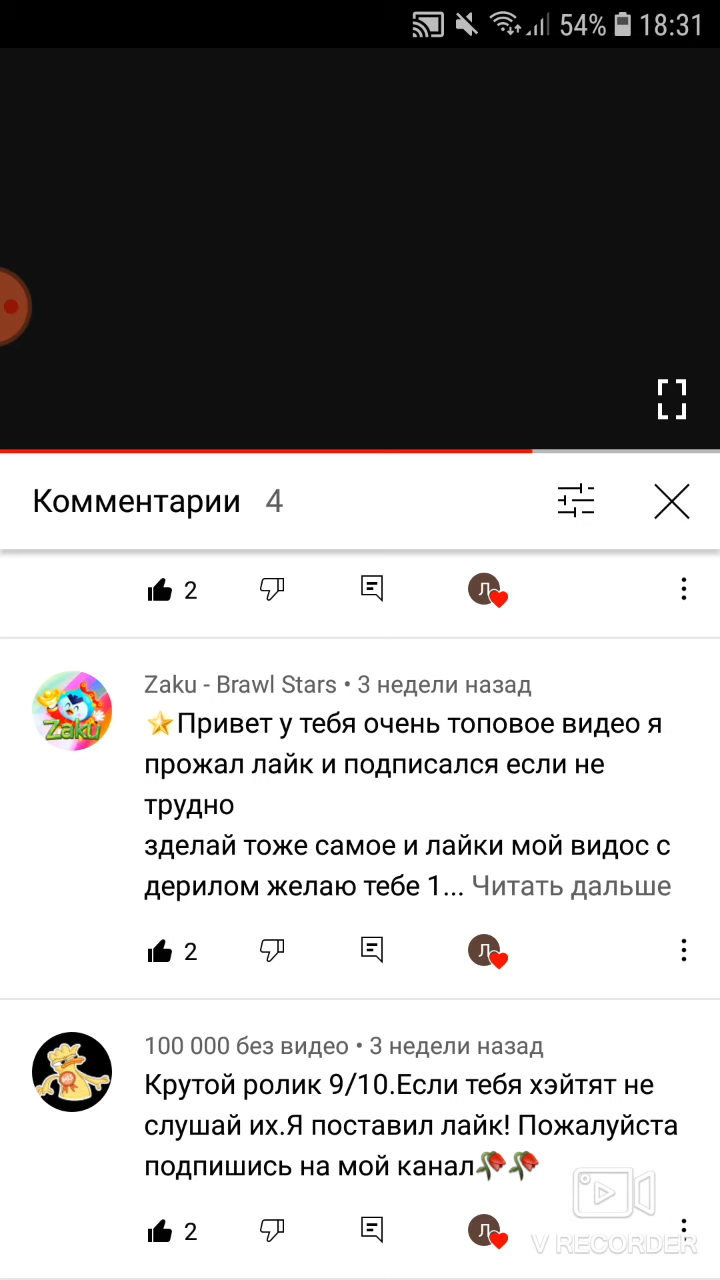 54% 18:31
Комментарии 4
2
Л
Zaku - Brawl Stars • 3 недели назад
Zaku
⭐Привет у тебя очень топовое видео я
прожал лайк и подписался если не
трудно
зделай тоже самое и лайки мой видос с
дерилом желаю тебе 1... Читать дальше
2
Л
100 000 без видео • 3 недели назад
Крутой ролик 9/10.Если тебя хэйтят не
слушай их.Я поставил лайк! Пожалуйста
подпишись на мой канал🥀🥀
2
Л
V RECORDER